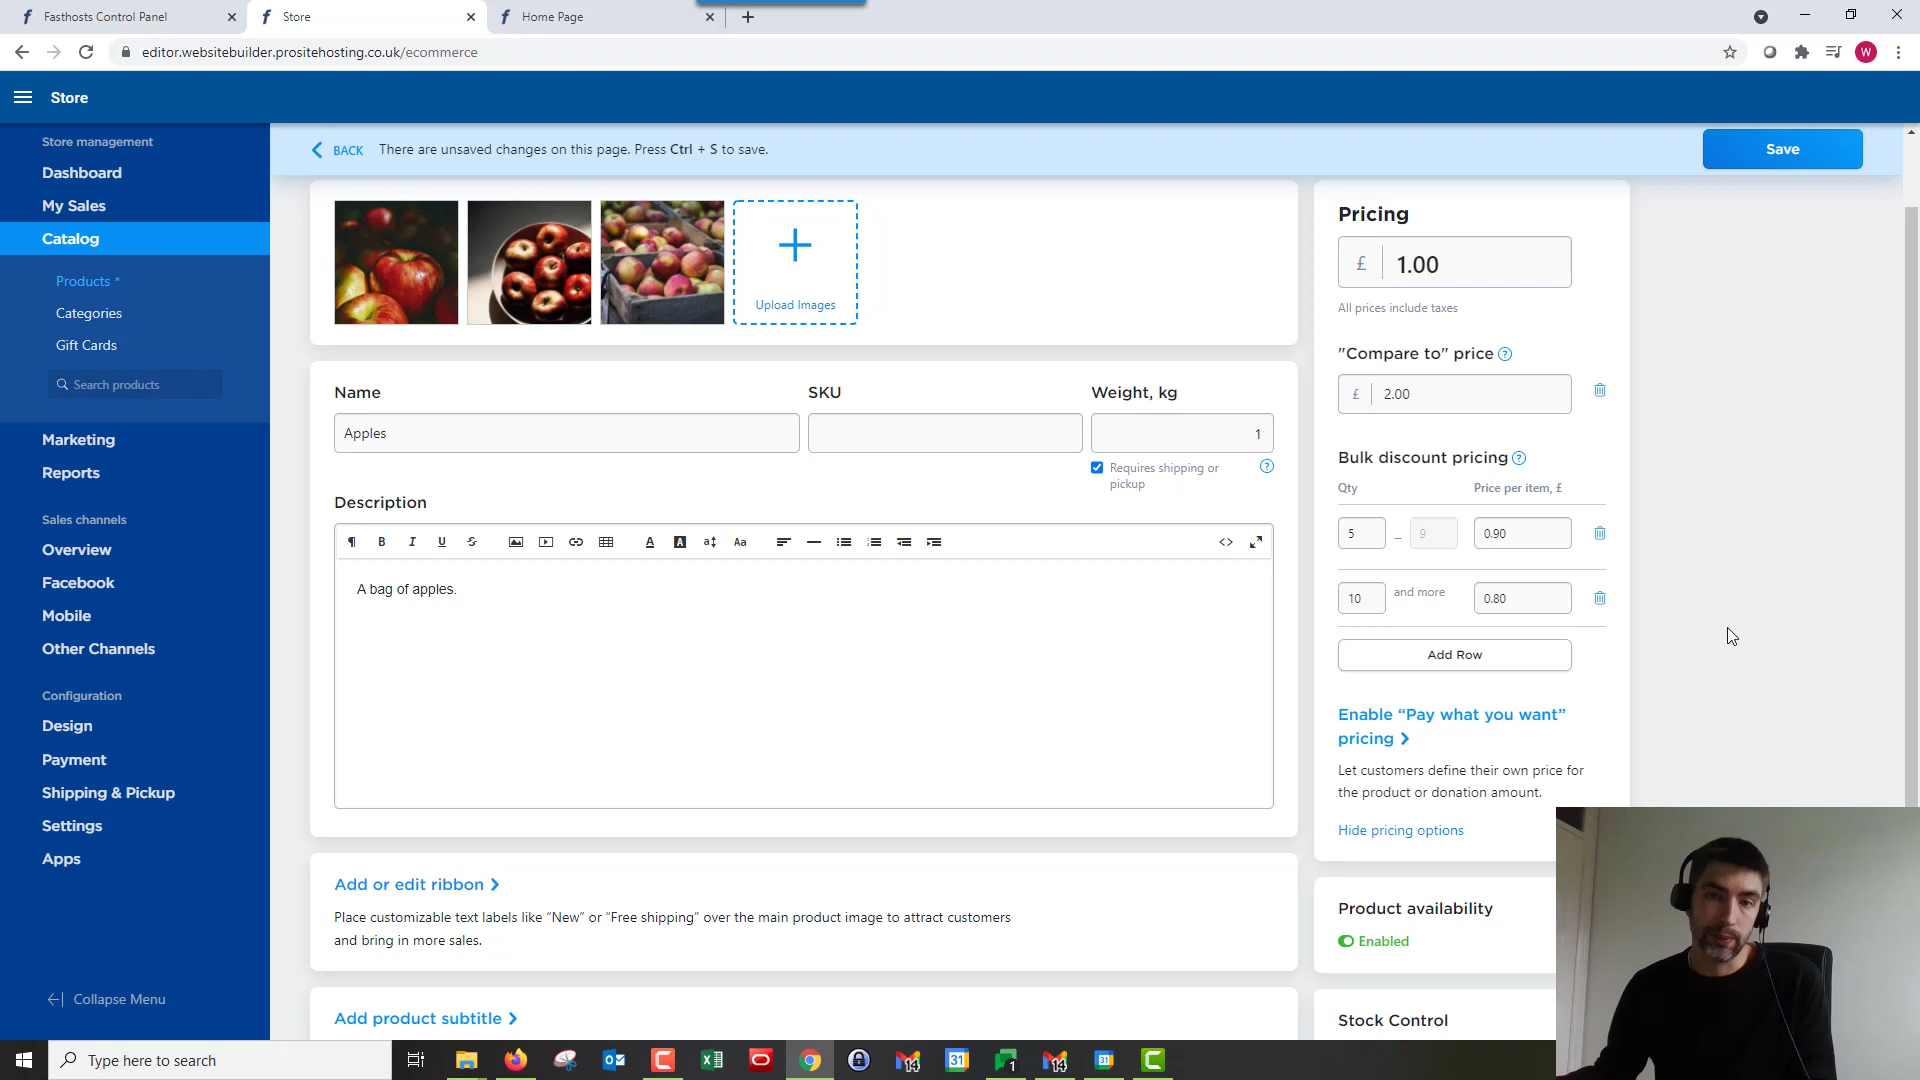 Fasthosts Control Panel
Store
Home Page
editor.websitebuilder.prositehosting.co.uk/ecommerce
W
Store
Store management
Dashboard
My Sales
Catalog
Products *
Categories
Gift Cards
Search products
Marketing
Reports
Sales channels
Overview
Facebook
Mobile
Other Channels
Configuration
Design
Payment
Shipping & Pickup
Settings
Apps
Collapse Menu
BACK There are unsaved changes on this page. Press Ctrl + S to save.
Save
Upload Images
Name
Apples
SKU
Weight, kg
1
Requires shipping or
pickup
Description
A bag of apples.
Add or edit ribbon
Place customizable text labels like “New” or “Free shipping” over the main product image to attract customers
and bring in more sales.
Add product subtitle
Pricing
£ 1.00
All prices include taxes
"Compare to" price
£ 2.00
Bulk discount pricing
Qty Price per item, £
5 – 9 0.90
10 and more 0.80
Add Row
Enable “Pay what you want”
pricing
Let customers define their own price for
the product or donation amount.
Hide pricing options
Product availability
Enabled
Stock Control
Type here to search
14
31
1
14
31